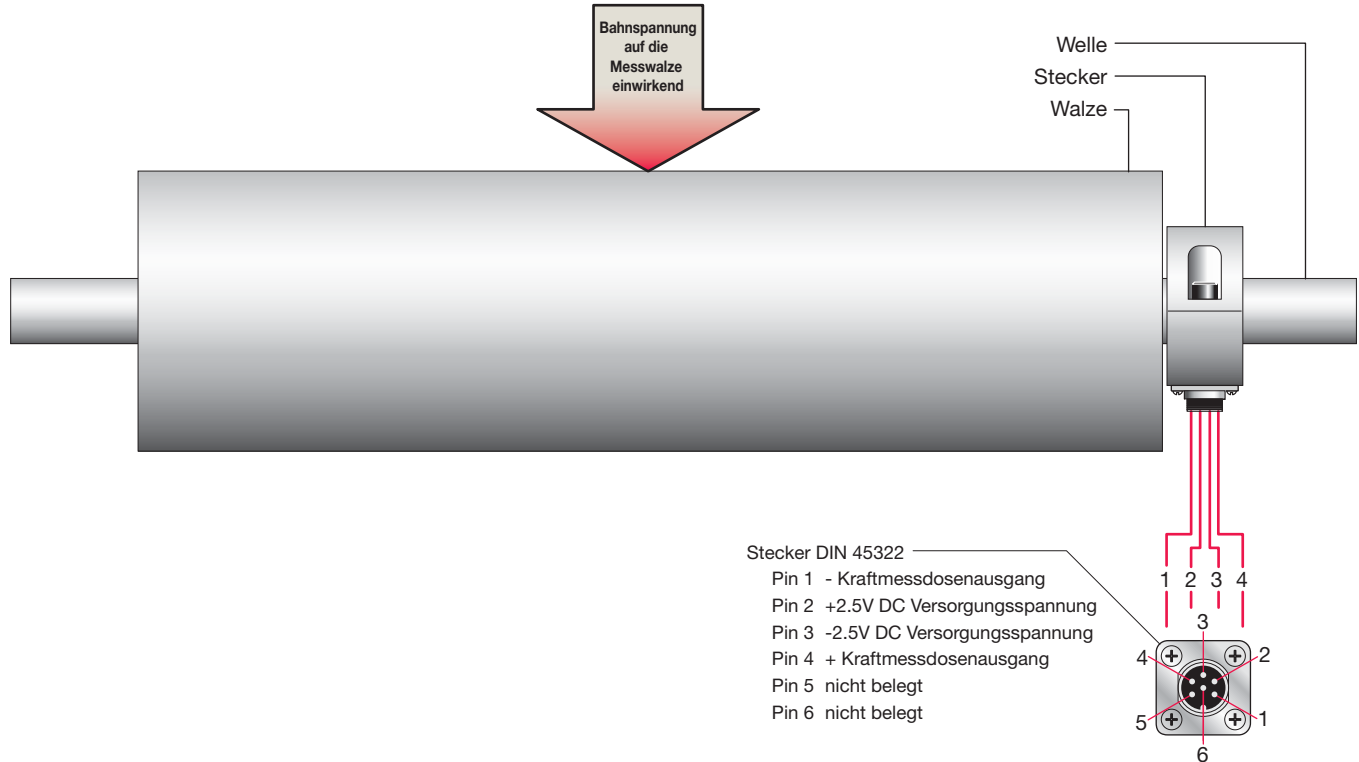 Bahnspannung
auf die
Messwalze
einwirkend
Welle
Stecker
Walze
Stecker DIN 45322
Pin 1 - Kraftmessdosenausgang
Pin 2 +2.5V DC Versorgungsspannung
Pin 3 -2.5V DC Versorgungsspannung
Pin 4 + Kraftmessdosenausgang
Pin 5 nicht belegt
Pin 6 nicht belegt
1 2 3 4
3
4 2
5 1
6